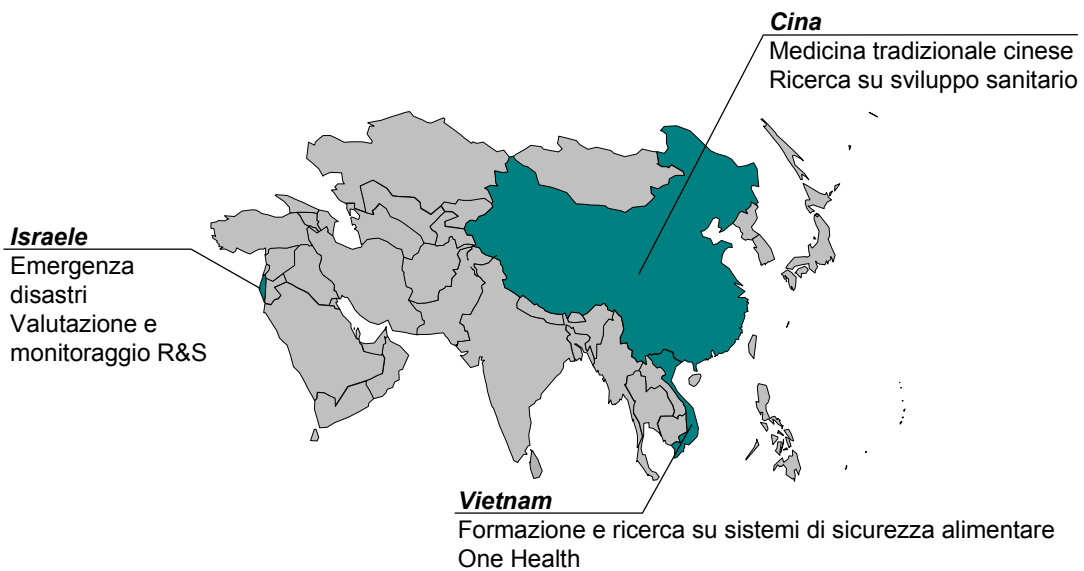 Cina
Medicina tradizionale cinese
Ricerca su sviluppo sanitario
Israele
Emergenza
disastri
Valutazione e
monitoraggio R&S
Vietnam
Formazione e ricerca su sistemi di sicurezza alimentare
One Health